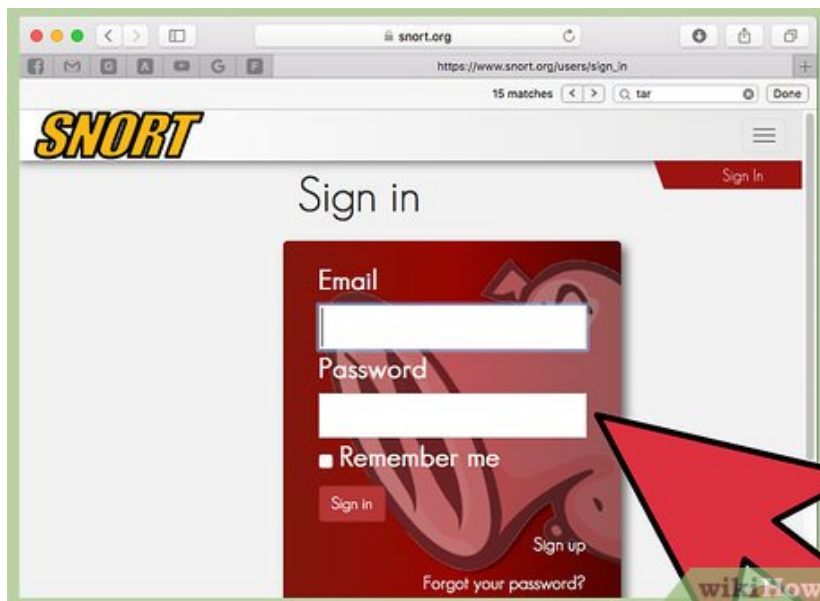 snort.org
https://www.snort.org/users/sign_in
15 matches
tar
Done
SNORT
Sign In
Sign in
Email
Password
Remember me
Sign in
Sign up
Forgot your password?
wikiHow